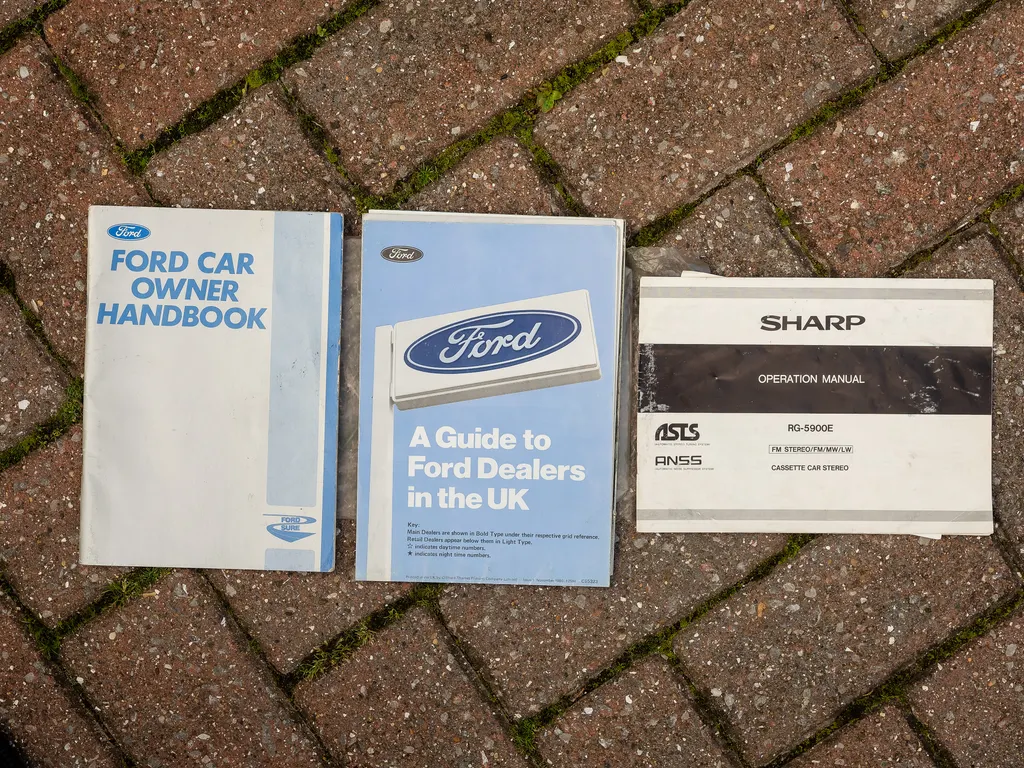 Ford
FORD CAR
OWNER
HANDBOOK
FORD
SURE
Ford
Ford
A Guide to
Ford Dealers
in the UK
Key:
Main Dealers are shown in Bold Type under their respective grid reference.
Retail Dealers appear below them in Light Type.
☆ indicates daytime numbers.
★ indicates night time numbers.
SHARP
OPERATION MANUAL
RG-5900E
ASTS
FM STEREO/FM/MW/LW
ANSS
CASSETTE CAR STEREO